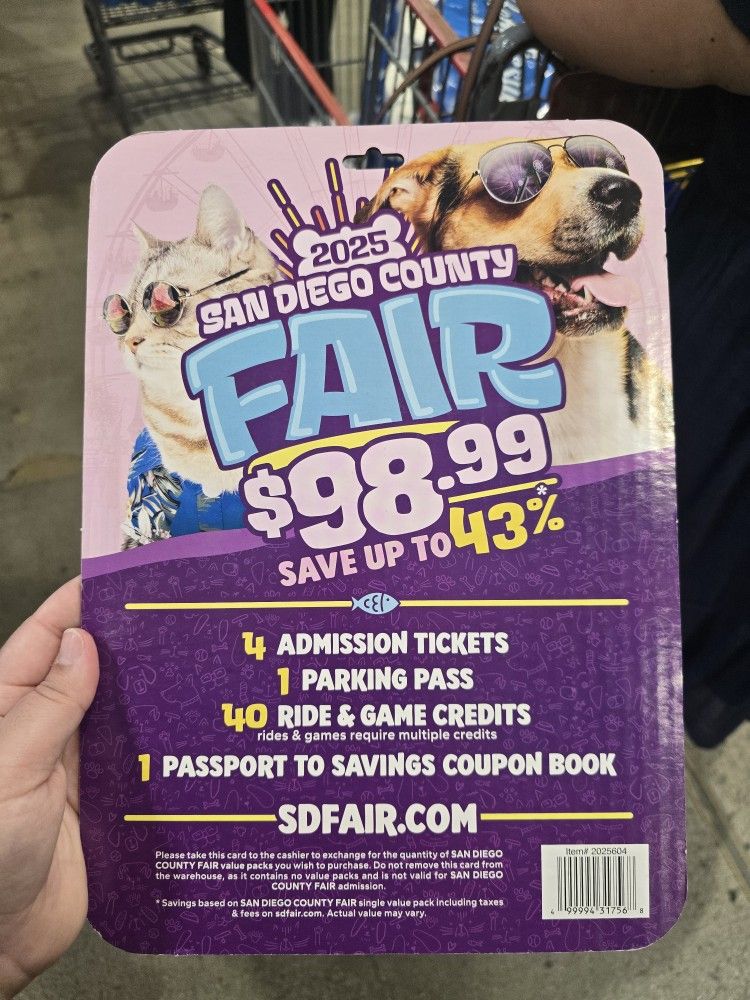 2025
SAN DIEGO COUNTY
FAIR
$98.99
SAVE UP TO 43%*
4 ADMISSION TICKETS
1 PARKING PASS
40 RIDE & GAME CREDITS
rides & games require multiple credits
1 PASSPORT TO SAVINGS COUPON BOOK
SDFAIR.COM
Please take this card to the cashier to exchange for the quantity of SAN DIEGO
COUNTY FAIR value packs you wish to purchase. Do not remove this card from
the warehouse, as it contains no value packs and is not valid for SAN DIEGO
COUNTY FAIR admission.
* Savings based on SAN DIEGO COUNTY FAIR single value pack including taxes
& fees on sdfair.com. Actual value may vary.
Item# 2025604
4 99994 31756 8